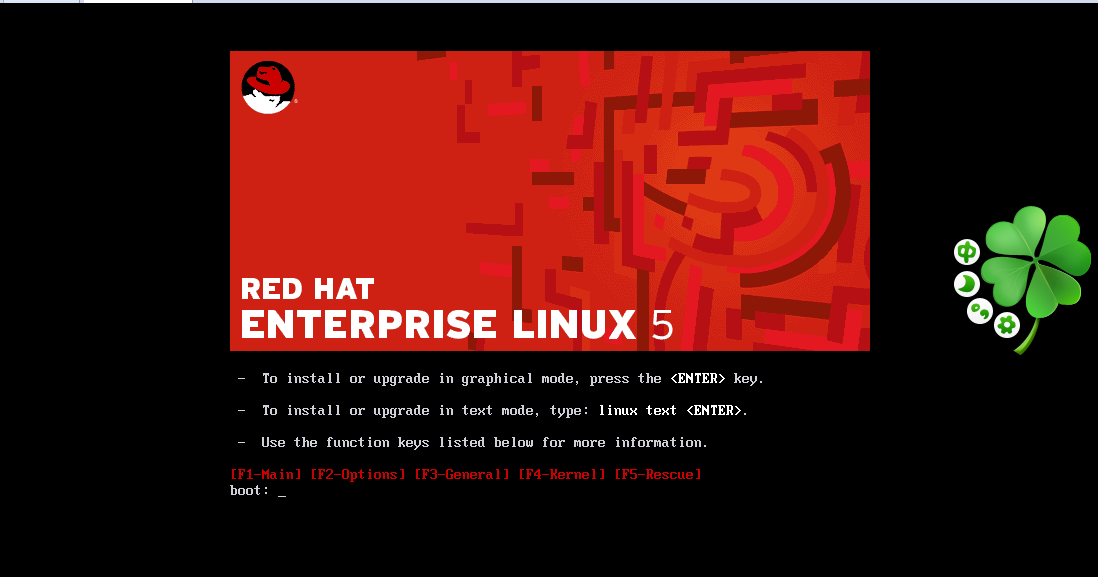 RED HAT
ENTERPRISE LINUX 5
- To install or upgrade in graphical mode, press the <ENTER> key.
- To install or upgrade in text mode, type: linux text <ENTER>.
- Use the function keys listed below for more information.
[F1-Main] [F2-Options] [F3-General] [F4-Kernel] [F5-Rescue]
boot: _
中